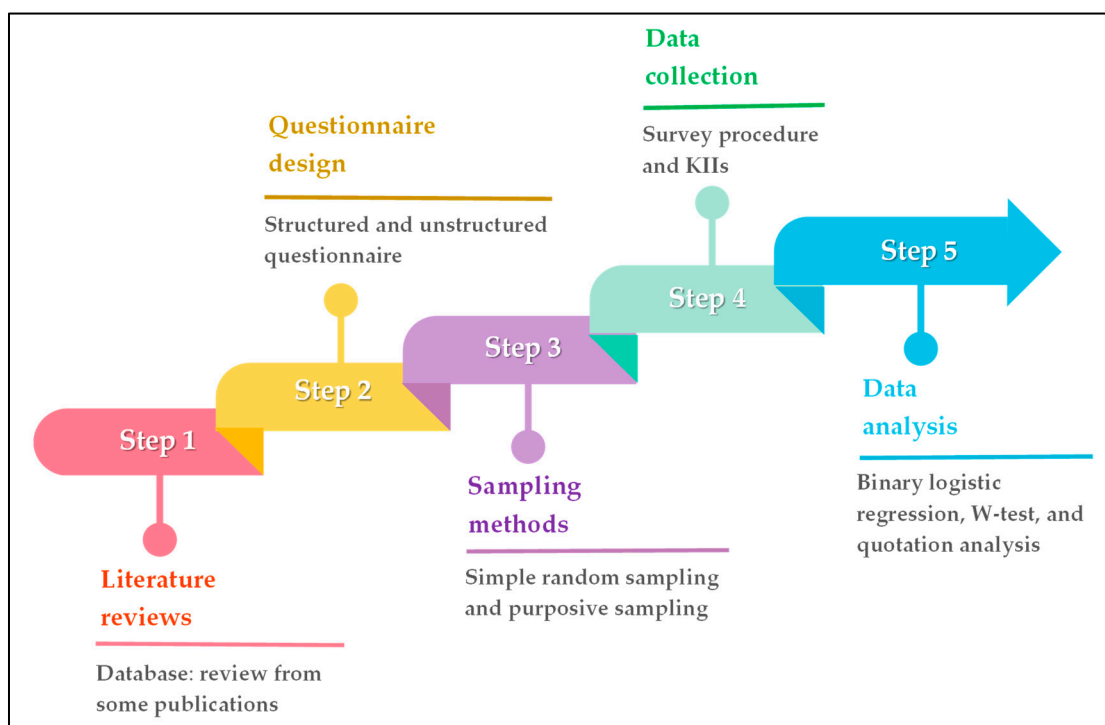 Step 1
Literature
reviews
Database: review from
some publications
Step 2
Questionnaire
design
Structured and unstructured
questionnaire
Step 3
Sampling
methods
Simple random sampling
and purposive sampling
Step 4
Data
collection
Survey procedure
and KIIs
Step 5
Data
analysis
Binary logistic
regression, W-test, and
quotation analysis